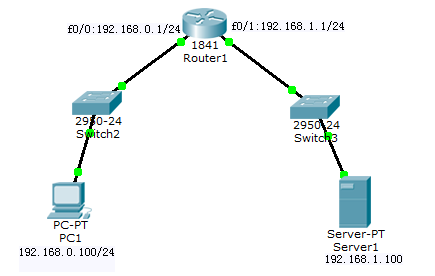 f0/0:192.168.0.1/24
f0/1:192.168.1.1/24
1841
Router1
2950-24
Switch2
2950-24
Switch3
PC-PT
PC1
192.168.0.100/24
Server-PT
Server1
192.168.1.100